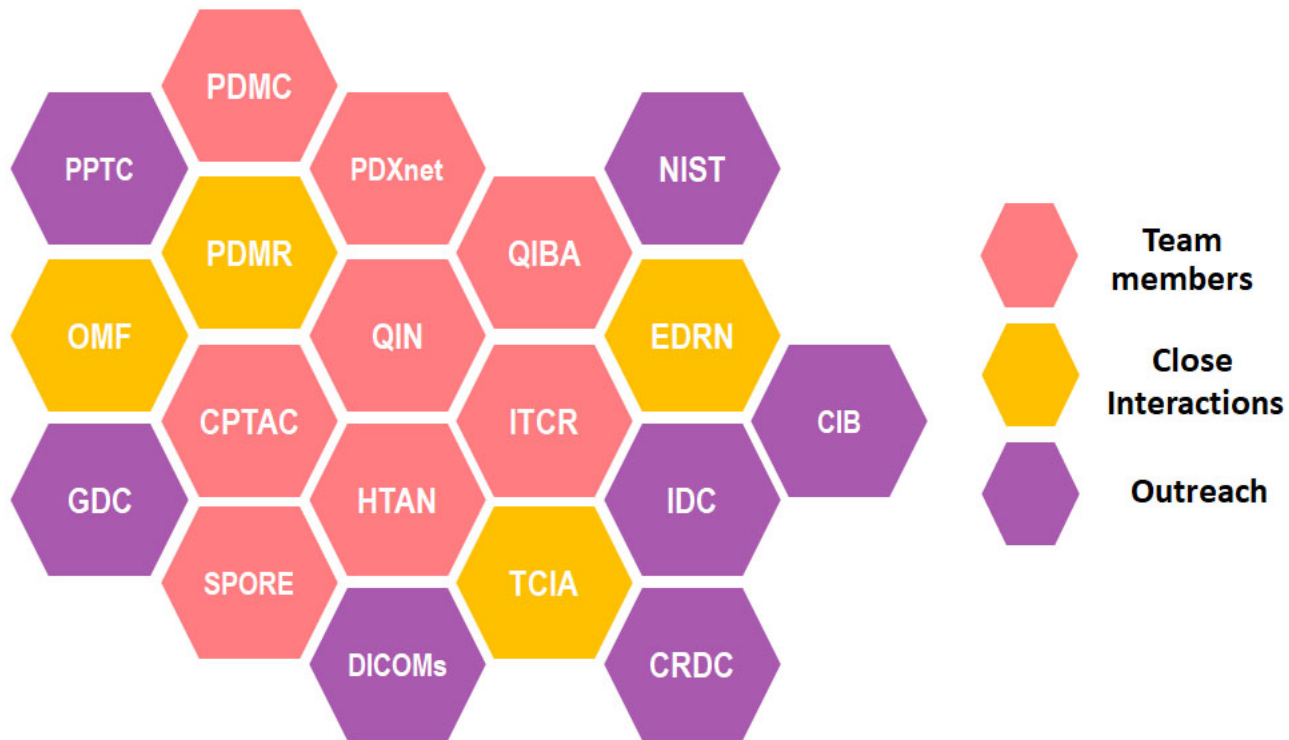 PDMC
PPTC
PDXnet
NIST
PDMR
QIBA
OMF
QIN
EDRN
CPTAC
ITCR
CIB
GDC
HTAN
IDC
SPORE
TCIA
DICOMs
CRDC
Team
members
Close
Interactions
Outreach